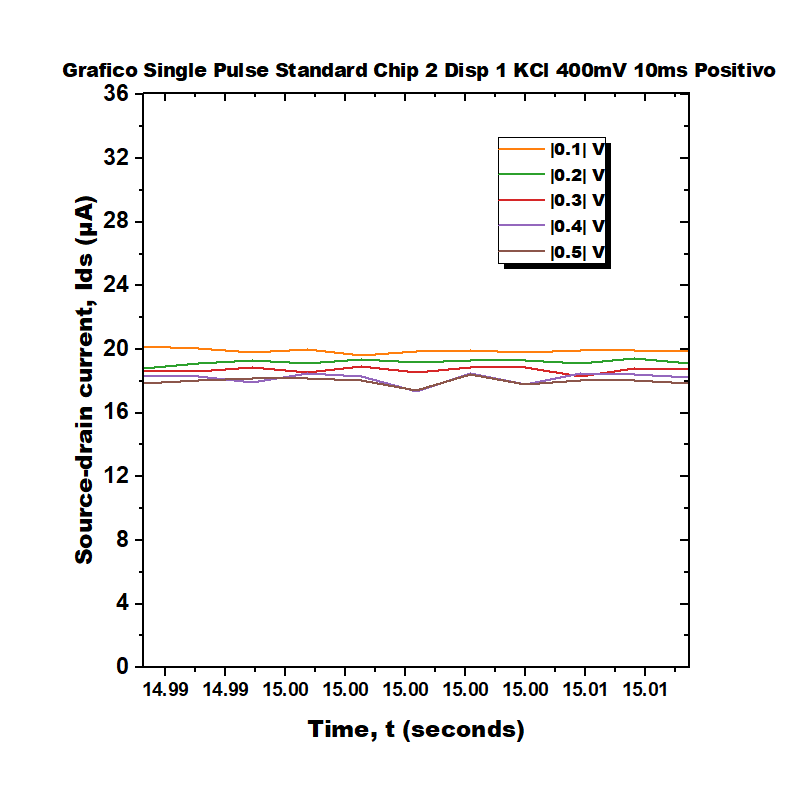 Grafico Single Pulse Standard Chip 2 Disp 1 KCl 400mV 10ms Positivo
36
32
28
24
20
16
12
8
4
0
Source-drain current, Ids (μA)
|0.1| V
|0.2| V
|0.3| V
|0.4| V
|0.5| V
14.99 14.99 15.00 15.00 15.00 15.00 15.00 15.01 15.01
Time, t (seconds)